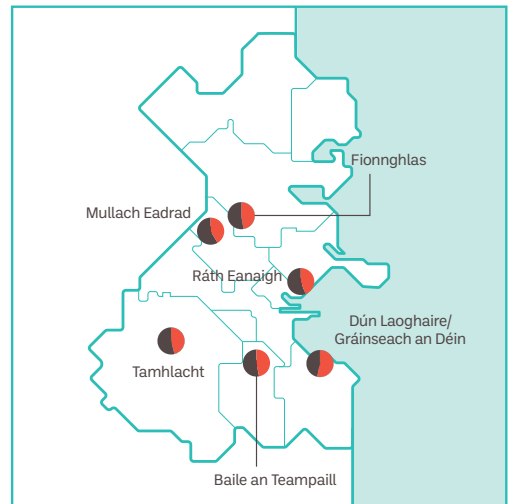 Fionnghlas
Mullach Eadrad
Ráth Eanaigh
Dún Laoghaire/
Gráinseach an Déin
Tamhlacht
Baile an Teampaill